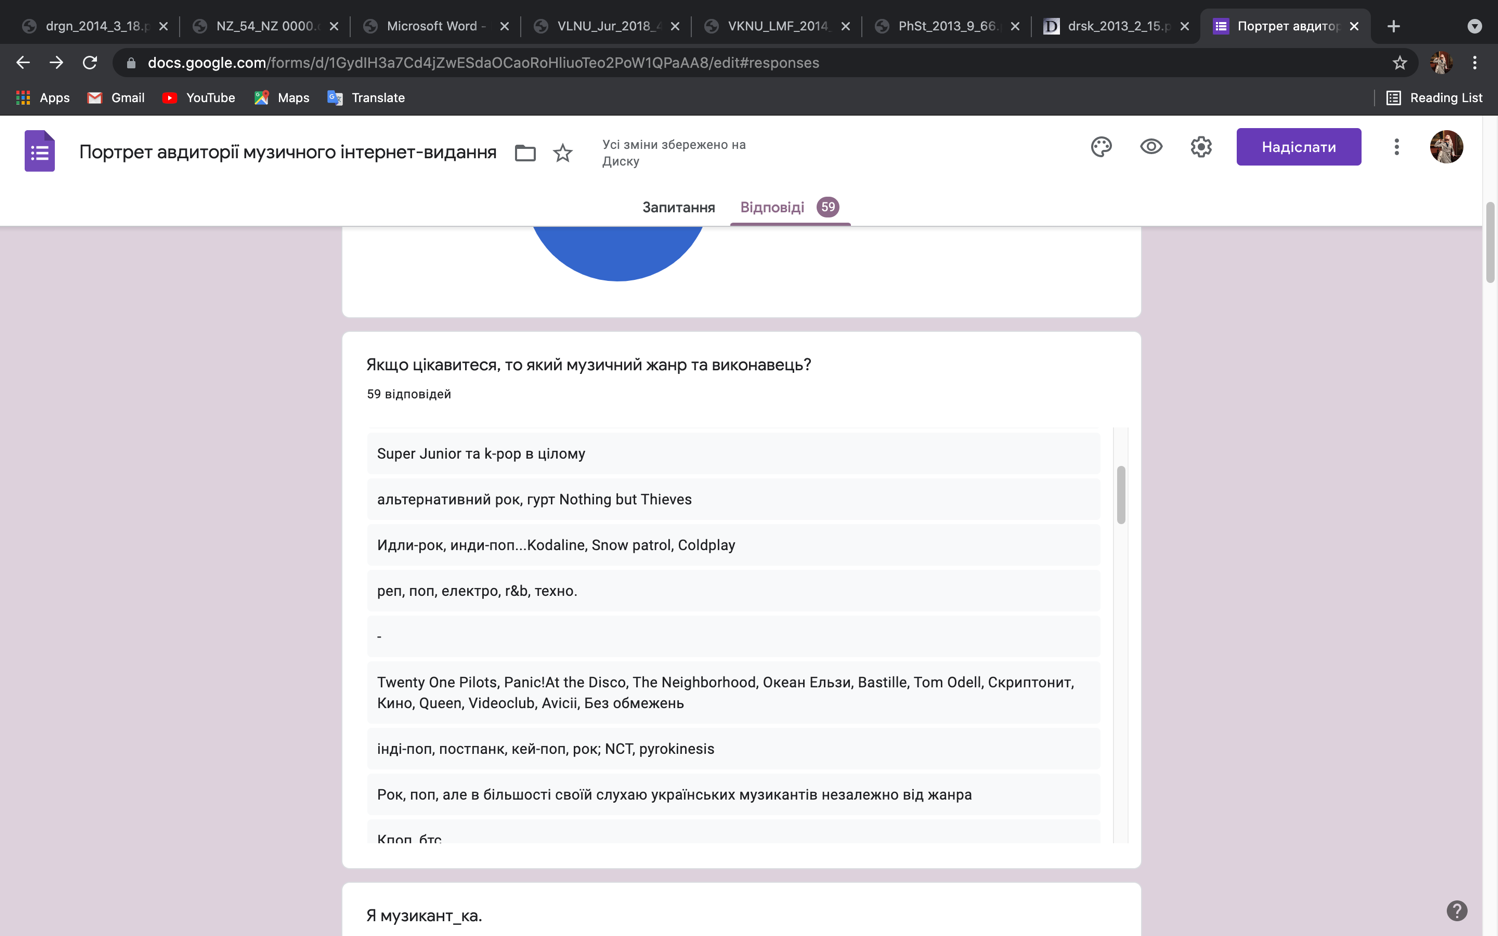 drgn_2014_3_18.p
NZ_54_NZ 0000.
Microsoft Word -
VLNU_Jur_2018_4
VKNU_LMF_2014_
PhSt_2013_9_66.
drsk_2013_2_15.p
Портрет авдитор
docs.google.com/forms/d/1GydIH3a7Cd4jZwESdaOCaoRoHliuoTeo2PoW1QPaAA8/edit#responses
Apps
Gmail
YouTube
Maps
Translate
Reading List
Портрет авдиторії музичного інтернет-видання
Усі зміни збережено на
Диску
Надіслати
Запитання
Відповіді 59
Якщо цікавитеся, то який музичний жанр та виконавець?
59 відповідей
Super Junior та k-pop в цілому
альтернативний рок, гурт Nothing but Thieves
Идли-рок, инди-поп...Kodaline, Snow patrol, Coldplay
реп, поп, електро, r&b, техно.
-
Twenty One Pilots, Panic!At the Disco, The Neighborhood, Океан Ельзи, Bastille, Tom Odell, Скриптонит,
Кино, Queen, Videoclub, Avicii, Без обмежень
інді-поп, постпанк, кей-поп, рок; NCT, pyrokinesis
Рок, поп, але в більшості своїй слухаю українських музикантів незалежно від жанра
Кпоп, бтс
Я музикант_ка.